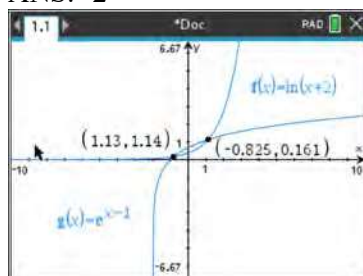 ANS: 2
1.1
*Doc
RAD
6.67
y
f(x)=ln(x+2)
1
(1.13, 1.14)
(-0.825, 0.161)
x
-10
1
10
g(x)=e^x-1
-6.67